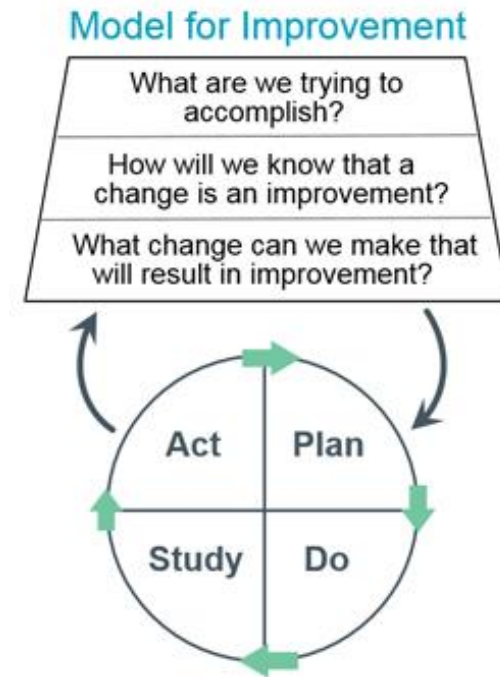 Model for Improvement
What are we trying to
accomplish?
How will we know that a
change is an improvement?
What change can we make that
will result in improvement?
Act
Plan
Study
Do